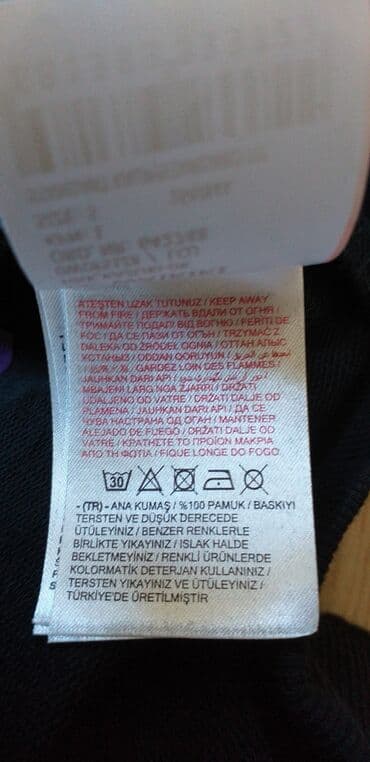 ATEŞTEN UZAK TUTUNUZ / KEEP AWAY
FROM FIRE / ДЕРЖАТЬ ВДАЛИ ОТ ОГНЯ /
ТРИМАЙТЕ ПОДАЛ ВІД ВОГНЮ / FERITI DE
FOC / ДА СЕ ПАЗИ ОТ ОГЪН / TRZYMAĆ Z
DALEKA OD ŹRÓDEŁ OGNIA / ОТТАН АЛЫС
ҰСТАҢЫЗ / ODDAN QORUYUN /
GARDEZ LOIN DES FLAMMES /
JAUHKAN DARI API /
MBAJENI LARG NGA ZJARRI / DRŽATI
UDALJENO OD VATRE / DRŽATI DALJE OD
PLAMENA / JAUHKAN DARI API / ДА СЕ
ЧУВА НАСТРАНА ОД ОГАН / MANTENER
ALEJADO DE FUEGO / DRŽATI DALJE OD
VATRE / ΚΡΑΤΗΣΤΕ ΤΟ ΠΡΟΪΟΝ ΜΑΚΡΙΑ
ΑΠΟ ΤΗ ΦΩΤΙΑ / FIQUE LONGE DO FOGO
30
- (TR) - ANA KUMAŞ / %100 PAMUK / BASKIYI
TERSTEN VE DÜŞÜK DERECEDE
ÜTÜLEYİNİZ / BENZER RENKLERLE
BİRLİKTE YIKAYINIZ / ISLAK HALDE
BEKLETMEYİNİZ / RENKLİ ÜRÜNLERDE
KOLORMATİK DETERJAN KULLANINIZ /
TERSTEN YIKAYINIZ VE ÜTÜLEYİNİZ /
TÜRKİYE'DE ÜRETİLMİŞTİR